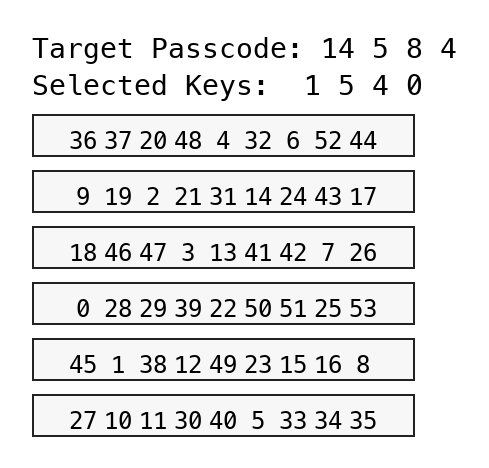 Target Passcode: 14 5 8 4
Selected Keys: 1 5 4 0
36 37 20 48 4 32 6 52 44
9 19 2 21 31 14 24 43 17
18 46 47 3 13 41 42 7 26
0 28 29 39 22 50 51 25 53
45 1 38 12 49 23 15 16 8
27 10 11 30 40 5 33 34 35